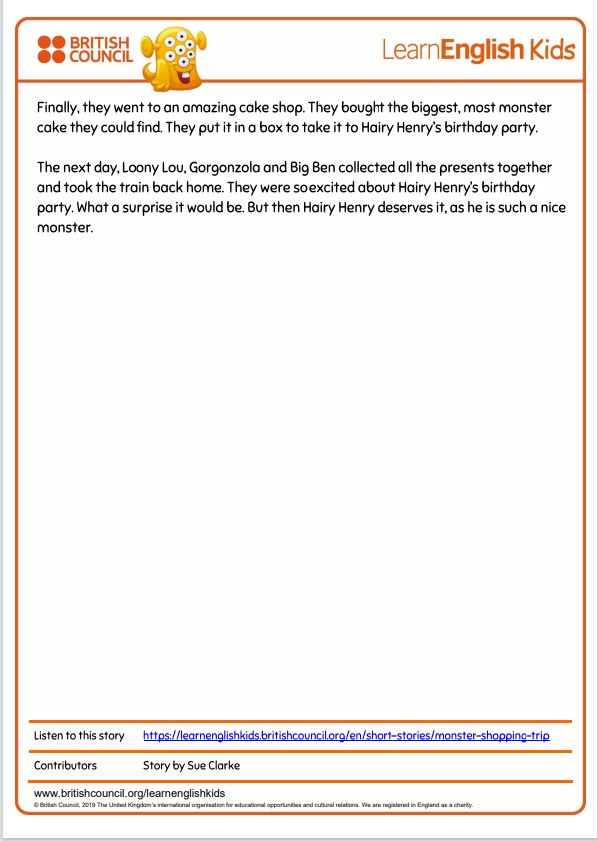 BRITISH
COUNCIL
LearnEnglish Kids
Finally, they went to an amazing cake shop. They bought the biggest, most monster
cake they could find. They put it in a box to take it to Hairy Henry's birthday party.
The next day, Loony Lou, Gorgonzola and Big Ben collected all the presents together
and took the train back home. They were so excited about Hairy Henry's birthday
party. What a surprise it would be. But then Hairy Henry deserves it, as he is such a nice
monster.
Listen to this story https://learnenglishkids.britishcouncil.org/en/short-stories/monster-shopping-trip
Contributors Story by Sue Clarke
www.britishcouncil.org/learnenglishkids
© British Council, 2019 The United Kingdom's international organisation for educational opportunities and cultural relations. We are registered in England as a charity.